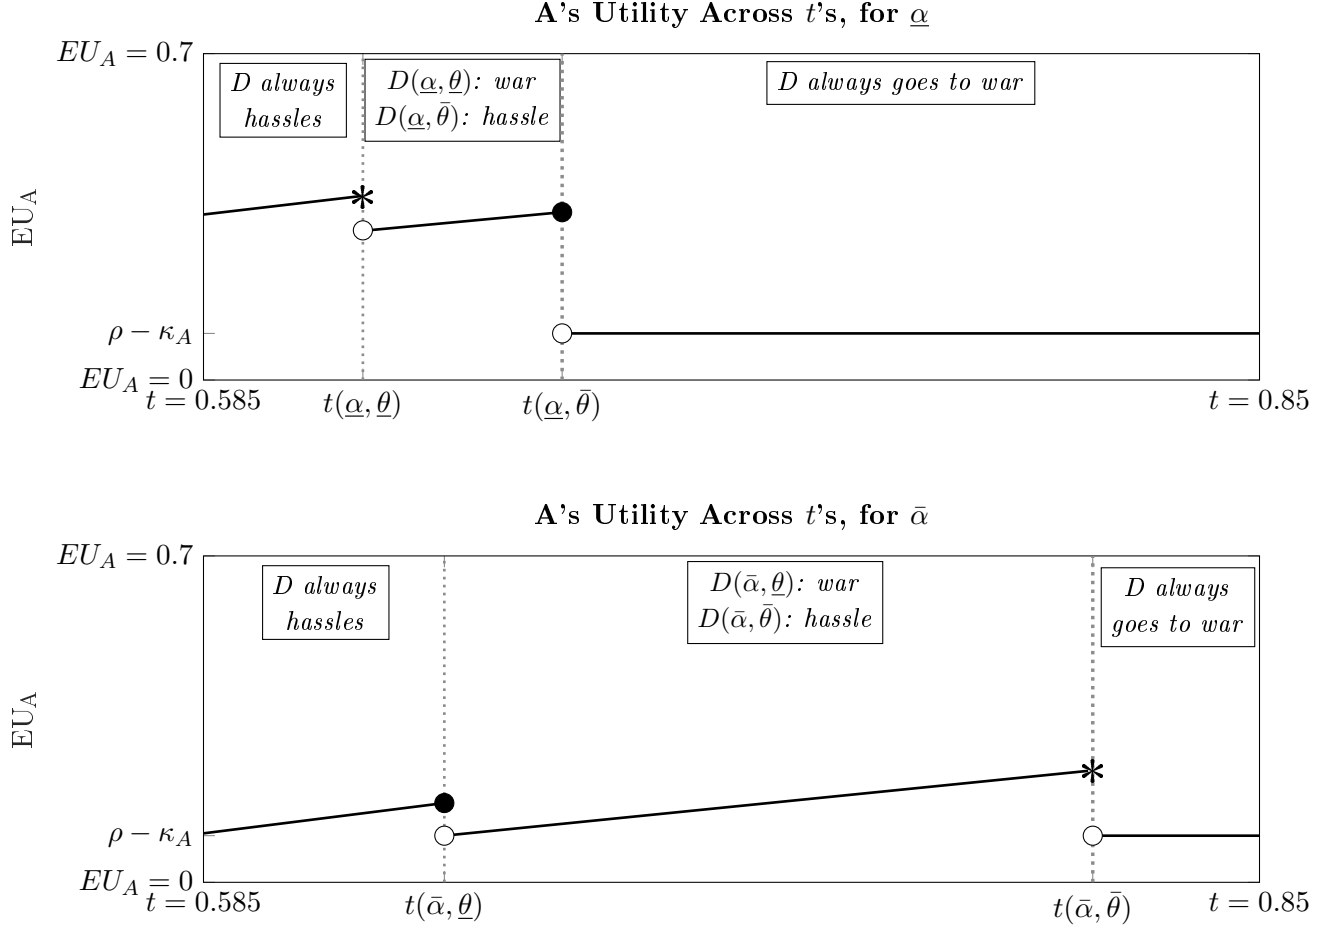 A's Utility Across t's, for α̲
EU_A = 0.7
D always
hassles
D(α̲, θ̲): war
D(α̲, θ̄): hassle
D always goes to war
EU_A
ρ − κ_A
EU_A = 0
t = 0.585
t(α̲, θ̲)
t(α̲, θ̄)
t = 0.85
A's Utility Across t's, for ᾱ
EU_A = 0.7
D always
hassles
D(ᾱ, θ̲): war
D(ᾱ, θ̄): hassle
D always
goes to war
EU_A
ρ − κ_A
EU_A = 0
t = 0.585
t(ᾱ, θ̲)
t(ᾱ, θ̄)
t = 0.85